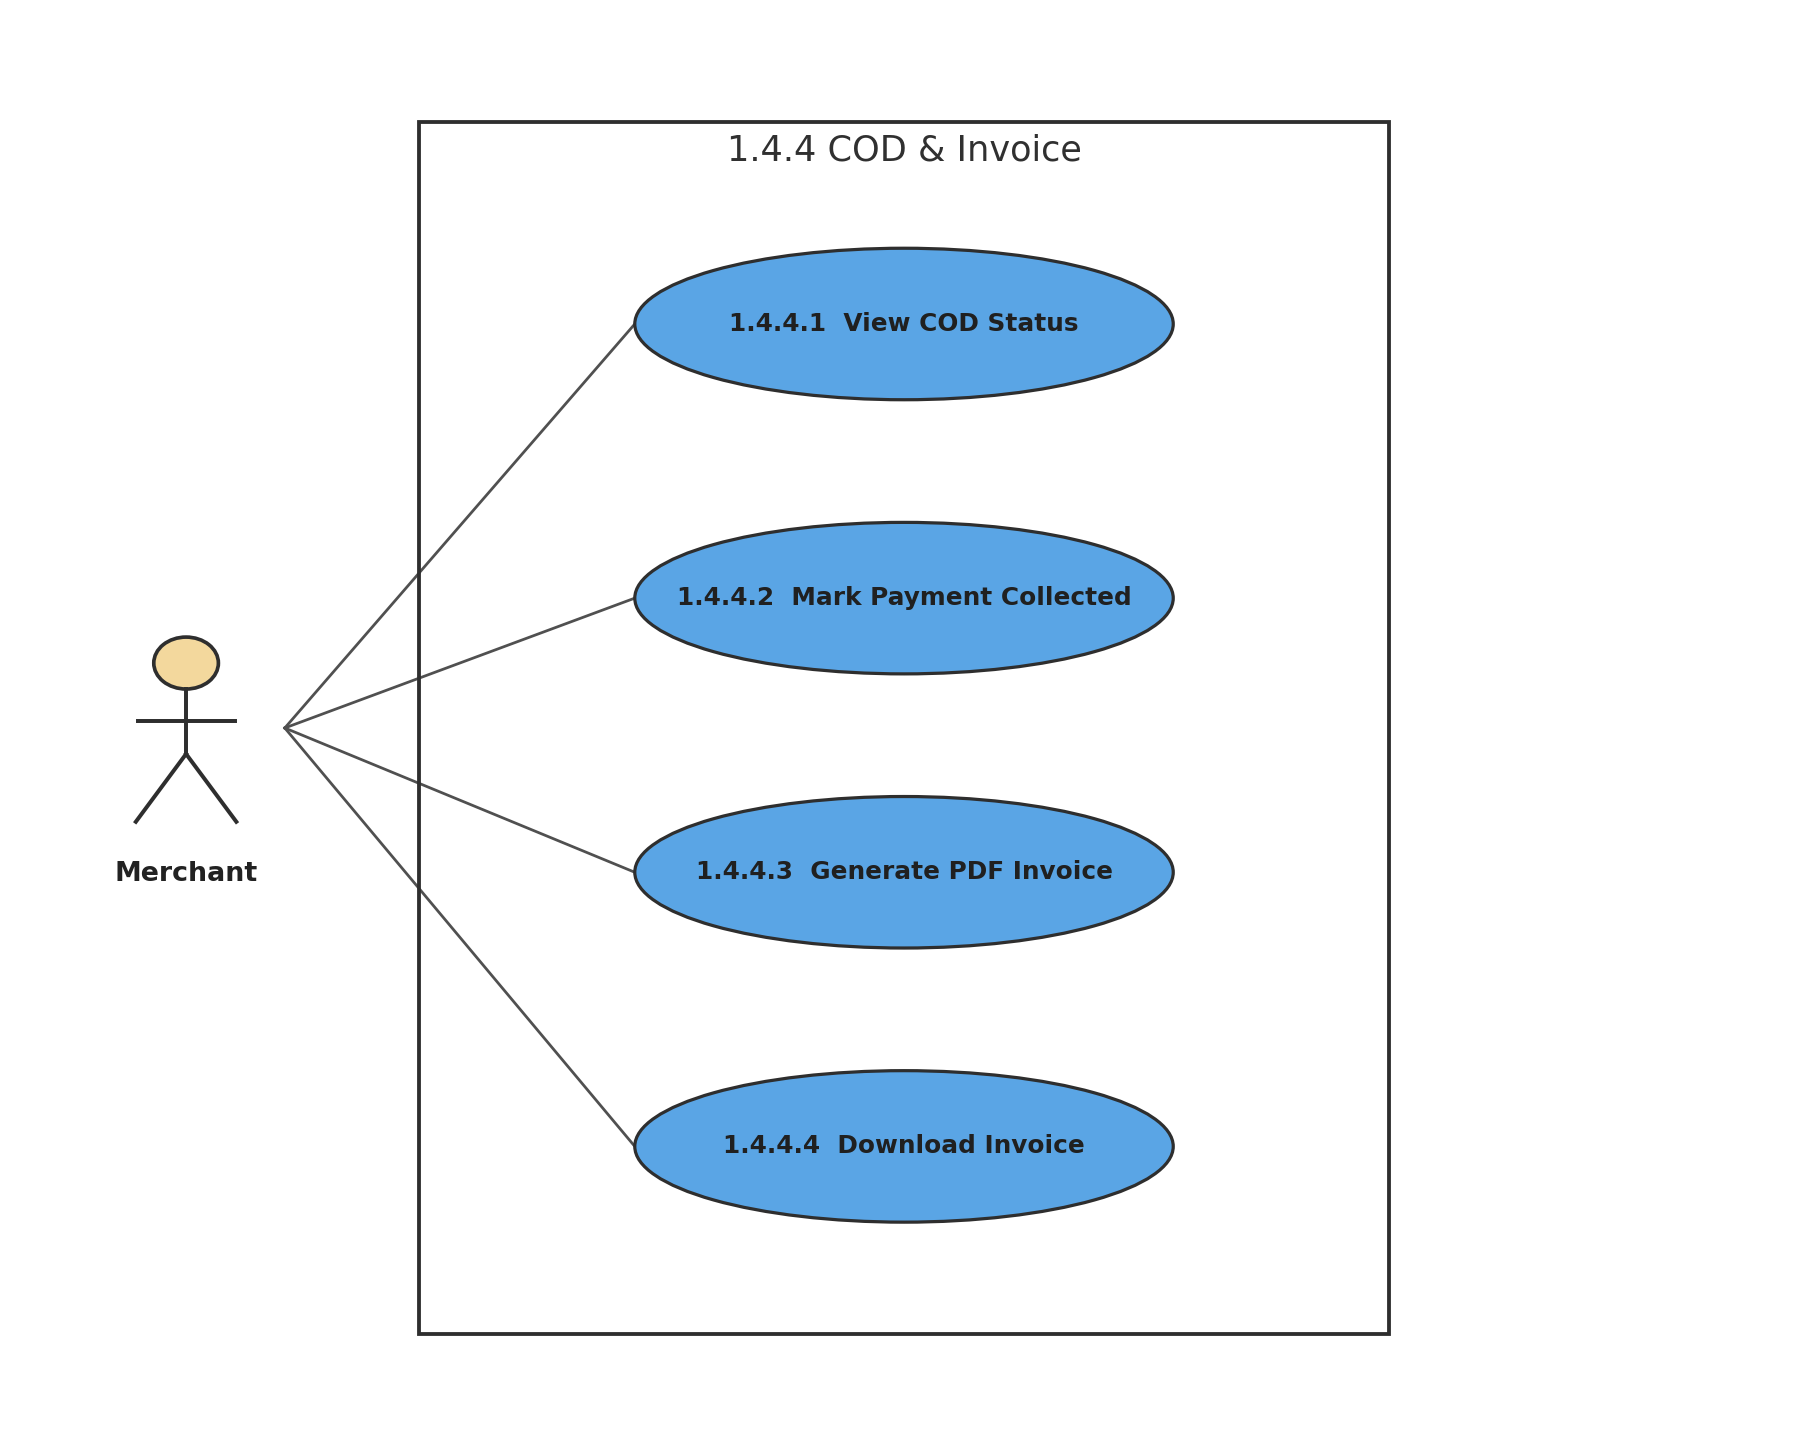 1.4.4 COD & Invoice
1.4.4.1  View COD Status
1.4.4.2  Mark Payment Collected
1.4.4.3  Generate PDF Invoice
Merchant
1.4.4.4  Download Invoice